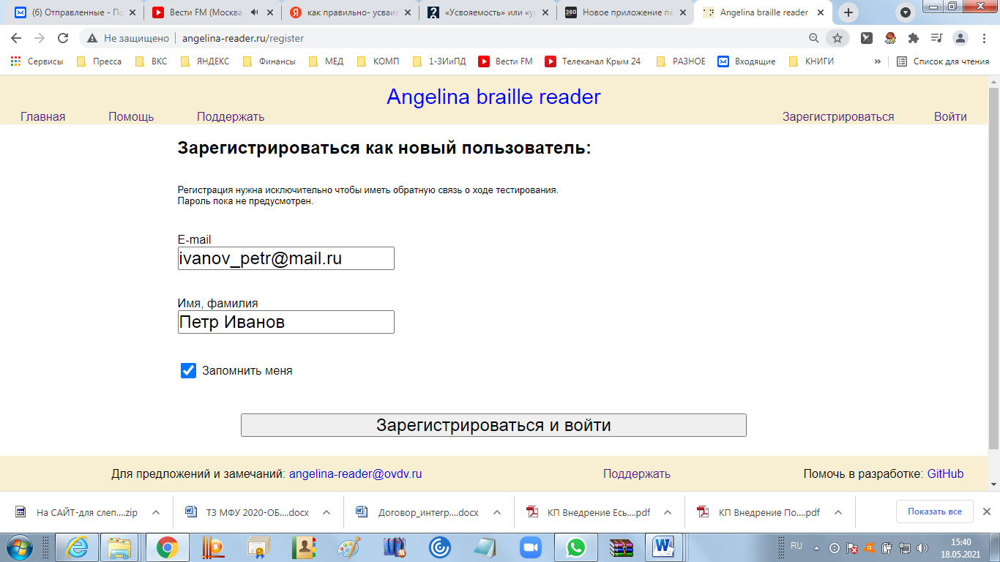 (6) Отправленные - По
Вести FM (Москва
как правильно- усваи
«Усвояемость» или «у
360
Новое приложение пе
Angelina braille reader
Не защищено
angelina-reader.ru/register
Сервисы
Пресса
ВКС
ЯНДЕКС
Финансы
МЕД
КОМП
1-ЗИиПД
Вести FM
Телеканал Крым 24
РАЗНОЕ
Входящие
КНИГИ
»
Список для чтения
Angelina braille reader
Главная
Помощь
Поддержать
Зарегистрироваться
Войти
Зарегистрироваться как новый пользователь:
Регистрация нужна исключительно чтобы иметь обратную связь о ходе тестирования.
Пароль пока не предусмотрен.
E-mail
ivanov_petr@mail.ru
Имя, фамилия
Петр Иванов
Запомнить меня
Зарегистрироваться и войти
Для предложений и замечаний: angelina-reader@ovdv.ru
Поддержать
Помочь в разработке: GitHub
На САЙТ-для слеп....zip
ТЗ МФУ 2020-ОБ....docx
Договор_интегр....docx
КП Внедрение Есь....pdf
КП Внедрение По....pdf
Показать все
RU
15:40
18.05.2021